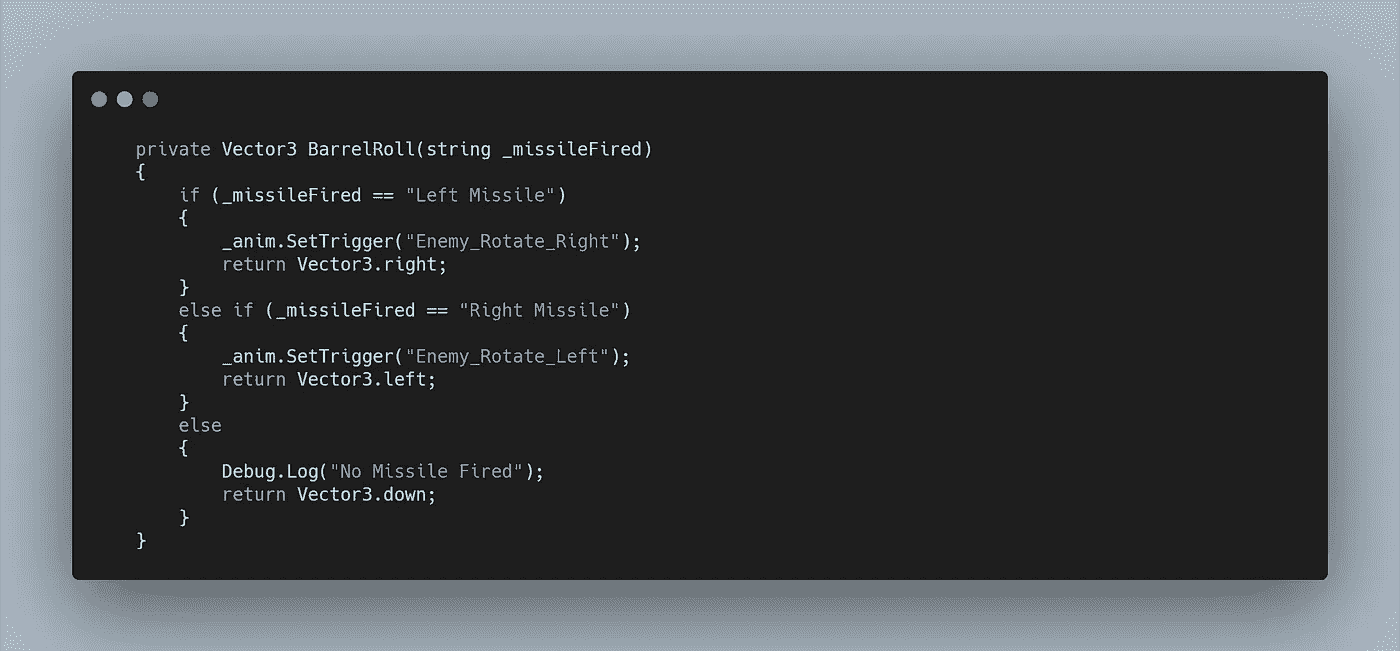 private Vector3 BarrelRoll(string _missileFired)
{
    if (_missileFired == "Left Missile")
    {
        _anim.SetTrigger("Enemy_Rotate_Right");
        return Vector3.right;
    }
    else if (_missileFired == "Right Missile")
    {
        _anim.SetTrigger("Enemy_Rotate_Left");
        return Vector3.left;
    }
    else
    {
        Debug.Log("No Missile Fired");
        return Vector3.down;
    }
}